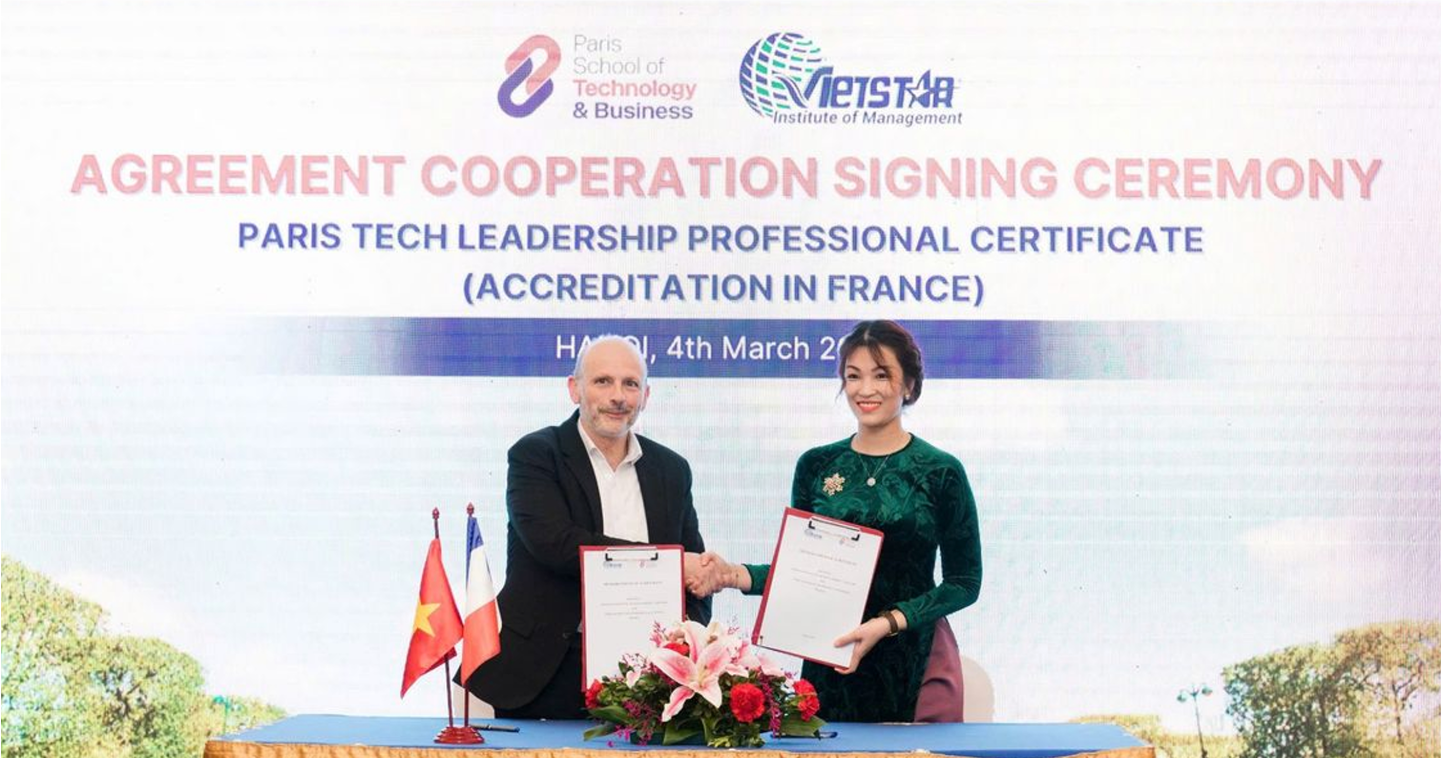 Paris
School of
Technology
& Business
VIETSTAR
Institute of Management
AGREEMENT COOPERATION SIGNING CEREMONY
PARIS TECH LEADERSHIP PROFESSIONAL CERTIFICATE
(ACCREDITATION IN FRANCE)
4th March